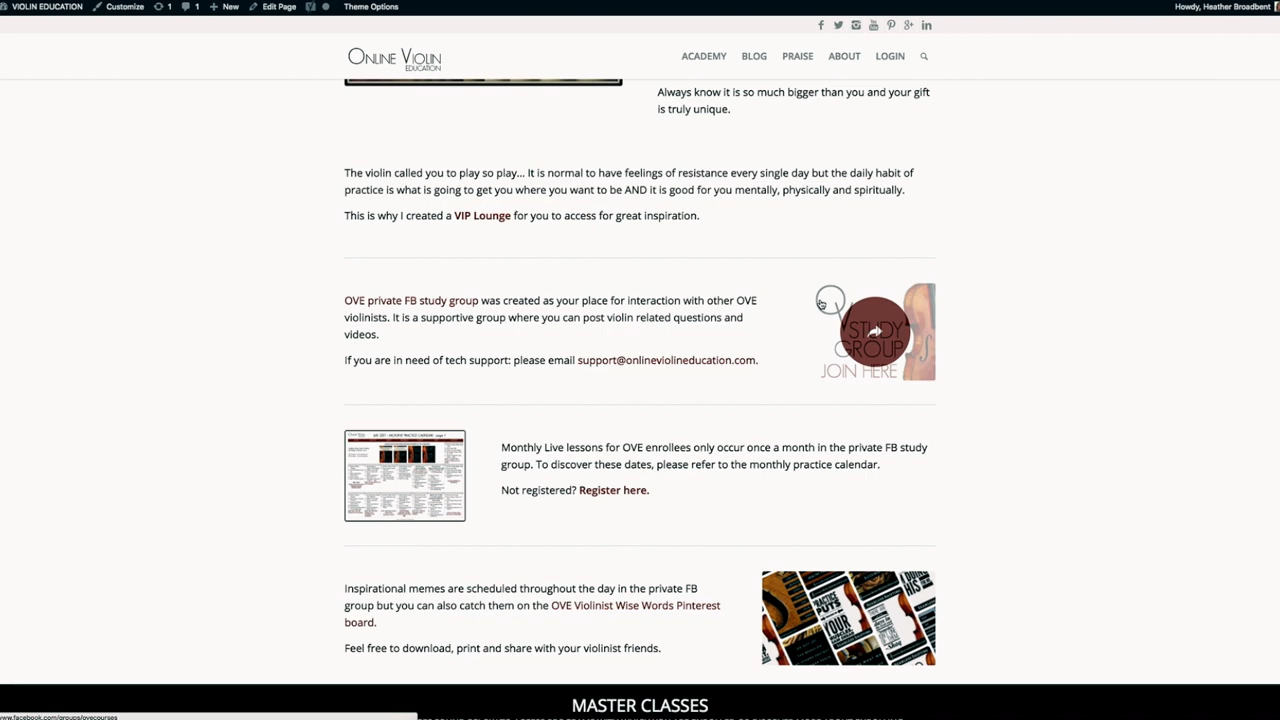 VIOLIN EDUCATION Customize 1 1 New Edit Page Theme Options Howdy, Heather Broadbent
ONLINE VIOLIN
EDUCATION
ACADEMY BLOG PRAISE ABOUT LOGIN
Always know it is so much bigger than you and your gift
is truly unique.
The violin called you to play so play... It is normal to have feelings of resistance every single day but the daily habit of
practice is what is going to get you where you want to be AND it is good for you mentally, physically and spiritually.
This is why I created a VIP Lounge for you to access for great inspiration.
OVE private FB study group was created as your place for interaction with other OVE
violinists. It is a supportive group where you can post violin related questions and
videos.
If you are in need of tech support: please email support@onlineviolineducation.com.
STUDY
GROUP
JOIN HERE
Monthly Live lessons for OVE enrollees only occur once a month in the private FB study
group. To discover these dates, please refer to the monthly practice calendar.
Not registered? Register here.
Inspirational memes are scheduled throughout the day in the private FB
group but you can also catch them on the OVE Violinist Wise Words Pinterest
board.
Feel free to download, print and share with your violinist friends.
PRACTICE
PUTS
YOUR
MASTER CLASSES
www.facebook.com/groups/ovecourses